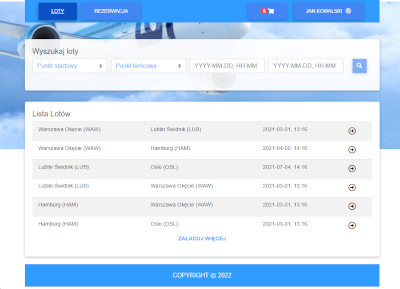 LOTY REZERWACJA 6 JAN KOWALSKI
Wyszukaj loty
Punkt startowy Punkt końcowy YYYY-MM-DD, HH-MM YYYY-MM-DD, HH-MM
Lista Lotów
Warszawa Okęcie (WAW) Lublin Świdnik (LUB) 2021-03-01, 13:16
Warszawa Okęcie (WAW) Hamburg (HAM) 2021-04-00, 14:16
Lublin Świdnik (LUB) Oslo (OSL) 2021-07-04, 14:16
Lublin Świdnik (LUB) Warszawa Okęcie (WAW) 2021-03-01, 13:16
Hamburg (HAM) Warszawa Okęcie (WAW) 2021-03-01, 13:16
Hamburg (HAM) Oslo (OSL) 2021-03-01, 13:16
ZAŁADUJ WIĘCEJ
COPYRIGHT © 2022